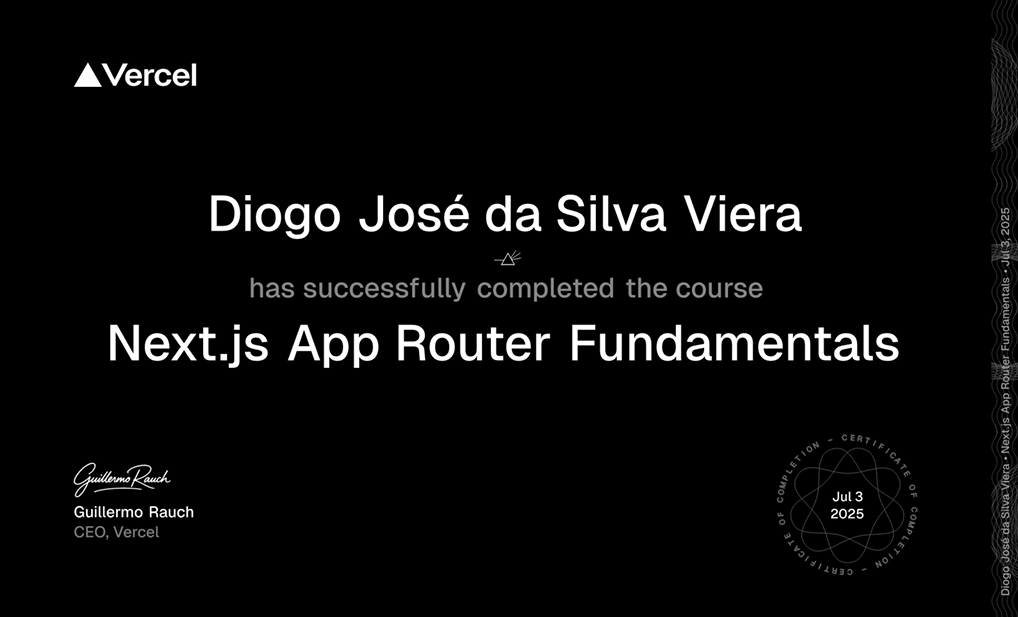 Vercel
Diogo José da Silva Viera
has successfully completed the course
Next.js App Router Fundamentals
Guillermo Rauch
Guillermo Rauch
CEO, Vercel
CERTIFICATE OF COMPLETION – CERTIFICATE OF COMPLETION –
Jul 3
2025
Diogo José da Silva Viera • Next.js App Router Fundamentals • Jul 3, 2025